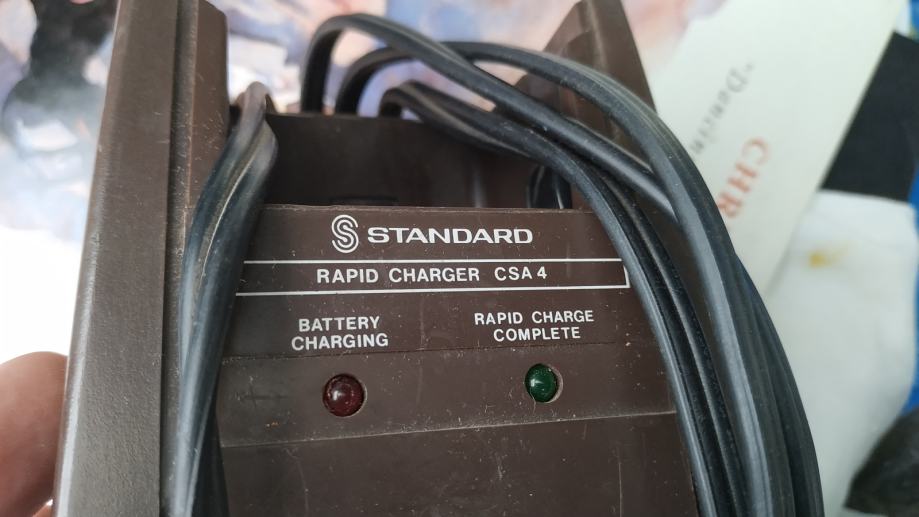 STANDARD
RAPID CHARGER CSA 4
BATTERY
CHARGING
RAPID CHARGE
COMPLETE